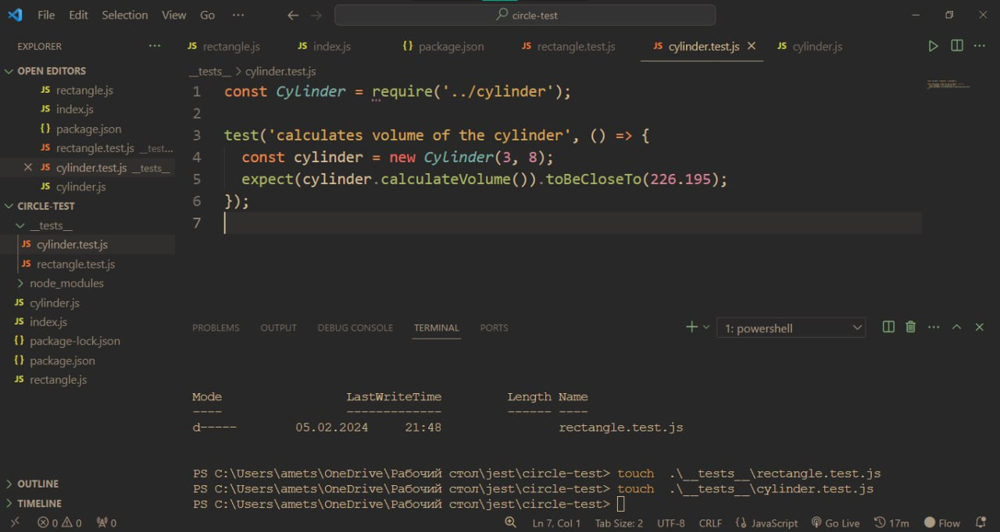 File Edit Selection View Go ··· ← → circle-test
EXPLORER ···
JS rectangle.js JS index.js {} package.json JS rectangle.test.js JS cylinder.test.js JS cylinder.js ···
OPEN EDITORS
JS rectangle.js
JS index.js
{} package.json
JS rectangle.test.js __test...
JS cylinder.test.js __tests__
JS cylinder.js
CIRCLE-TEST
__tests__
JS cylinder.test.js
JS rectangle.test.js
node_modules
JS cylinder.js
JS index.js
{} package-lock.json
{} package.json
JS rectangle.js
OUTLINE
TIMELINE
__tests__ > cylinder.test.js
1 const Cylinder = require('../cylinder');
2
3 test('calculates volume of the cylinder', () => {
4 const cylinder = new Cylinder(3, 8);
5 expect(cylinder.calculateVolume()).toBeCloseTo(226.195);
6 });
7
PROBLEMS OUTPUT DEBUG CONSOLE TERMINAL PORTS 1: powershell ···
Mode LastWriteTime Length Name
---- ------------- ------ ----
d----- 05.02.2024 21:48 rectangle.test.js
PS C:\Users\amets\OneDrive\Рабочий стол\jest\circle-test> touch .\__tests__\rectangle.test.js
PS C:\Users\amets\OneDrive\Рабочий стол\jest\circle-test> touch .\__tests__\cylinder.test.js
PS C:\Users\amets\OneDrive\Рабочий стол\jest\circle-test>
0 0 0 Ln 7, Col 1 Tab Size: 2 UTF-8 CRLF {} JavaScript Go Live 17m Flow